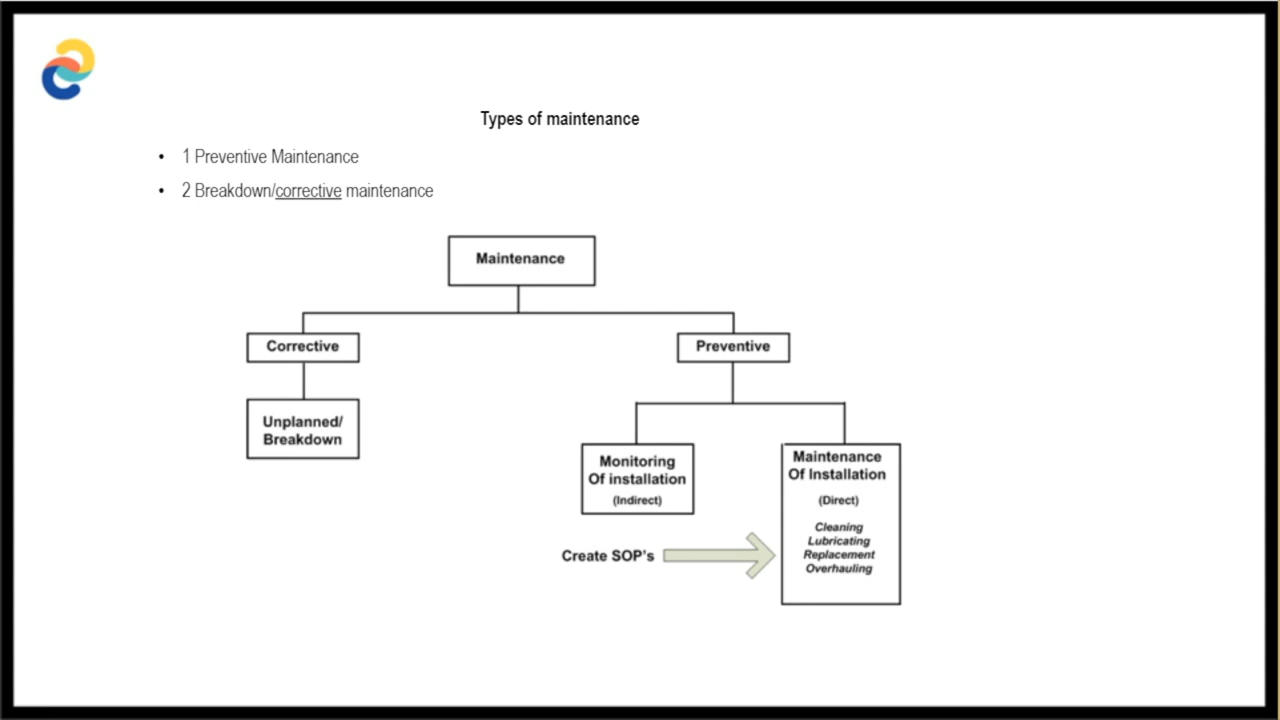 Types of maintenance
• 1 Preventive Maintenance
• 2 Breakdown/corrective maintenance
Maintenance
Corrective
Preventive
Unplanned/
Breakdown
Monitoring
Of installation
(Indirect)
Maintenance
Of Installation
(Direct)
Cleaning
Lubricating
Replacement
Overhauling
Create SOP's